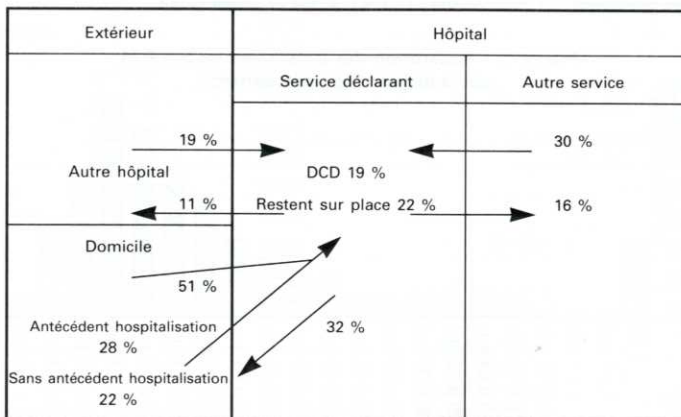 Extérieur
Hôpital
Service déclarant
Autre service
19 %
30 %
Autre hôpital
DCD 19 %
11 %
Restent sur place 22 %
16 %
Domicile
51 %
Antécédent hospitalisation
28 %
32 %
Sans antécédent hospitalisation
22 %